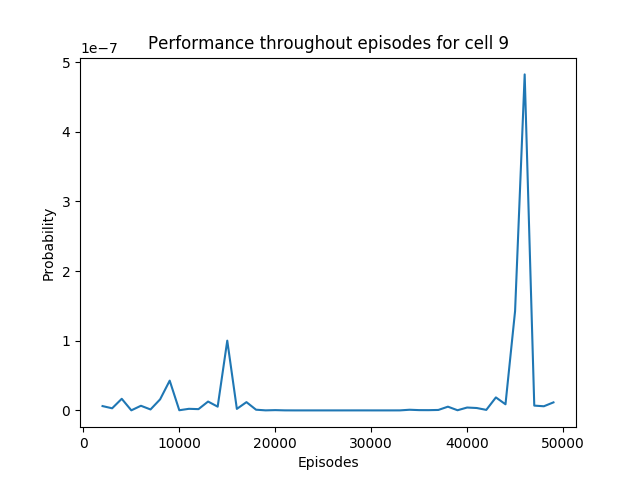 Performance throughout episodes for cell 9
1e−7
5
4
3
2
1
0
Probability
0 10000 20000 30000 40000 50000
Episodes